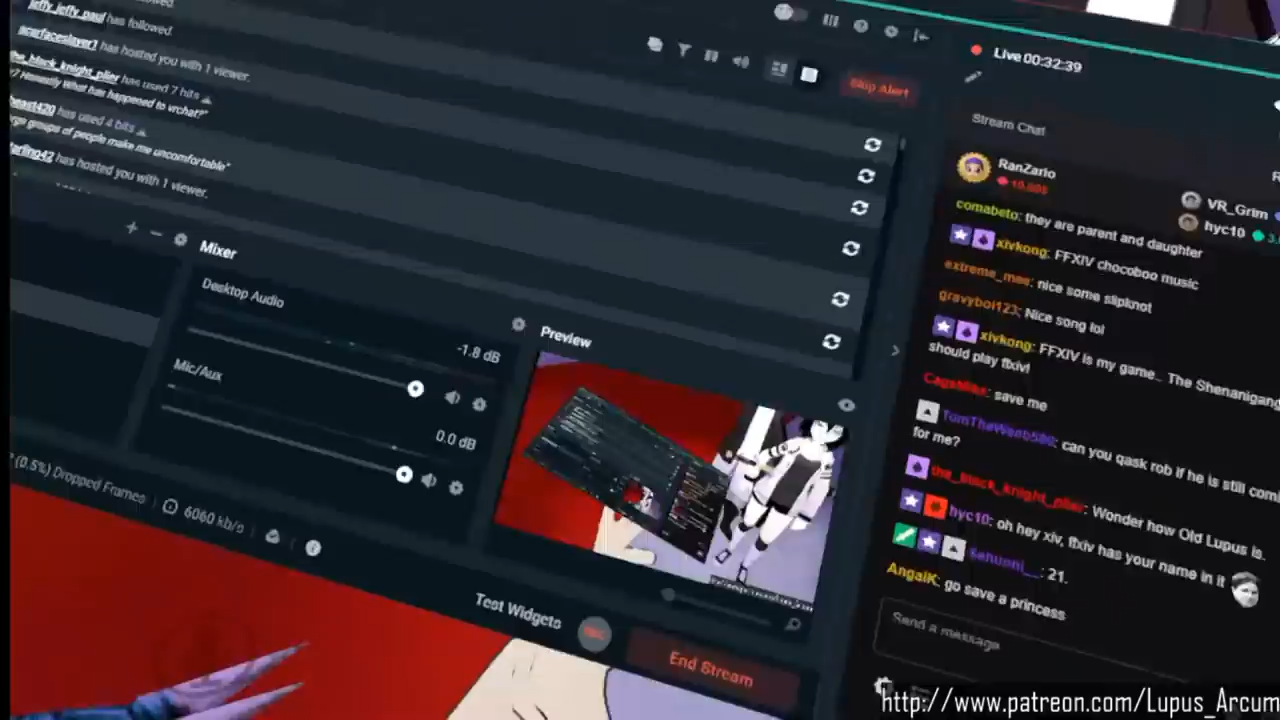 jeffy_jeffy_paul has followed
scarfaceslayer1 has hosted you with 1 viewer.
the_black_knight_plier has used 7 bits
? Honestly what has happened to vrchat?"
beast420 has used 4 bits
large groups of people make me uncomfortable"
starling42 has hosted you with 1 viewer.
Skip Alert
Mixer
Desktop Audio
-1.8 dB
Mic/Aux
0.0 dB
Preview
(0.5%) Dropped Frames
6060 kb/s
Test Widgets
REC
End Stream
Live 00:32:39
Stream Chat
RanZarlo
VR_Grim
hyc10
comabeto: they are parent and daughter
xivkong: FFXIV chocoboo music
extreme_mee: nice some slipknot
gravyboi123: Nice song lol
xivkong: FFXIV is my game.. The Shenanigans
should play ffxiv!
save me
can you qask rob if he is still com
for me?
the_black_knight_plier: Wonder how Old Lupus is.
hyc10: oh hey xiv, ffxiv has your name in it
21.
AngalK: go save a princess
Send a message
http://www.patreon.com/Lupus_Arcum